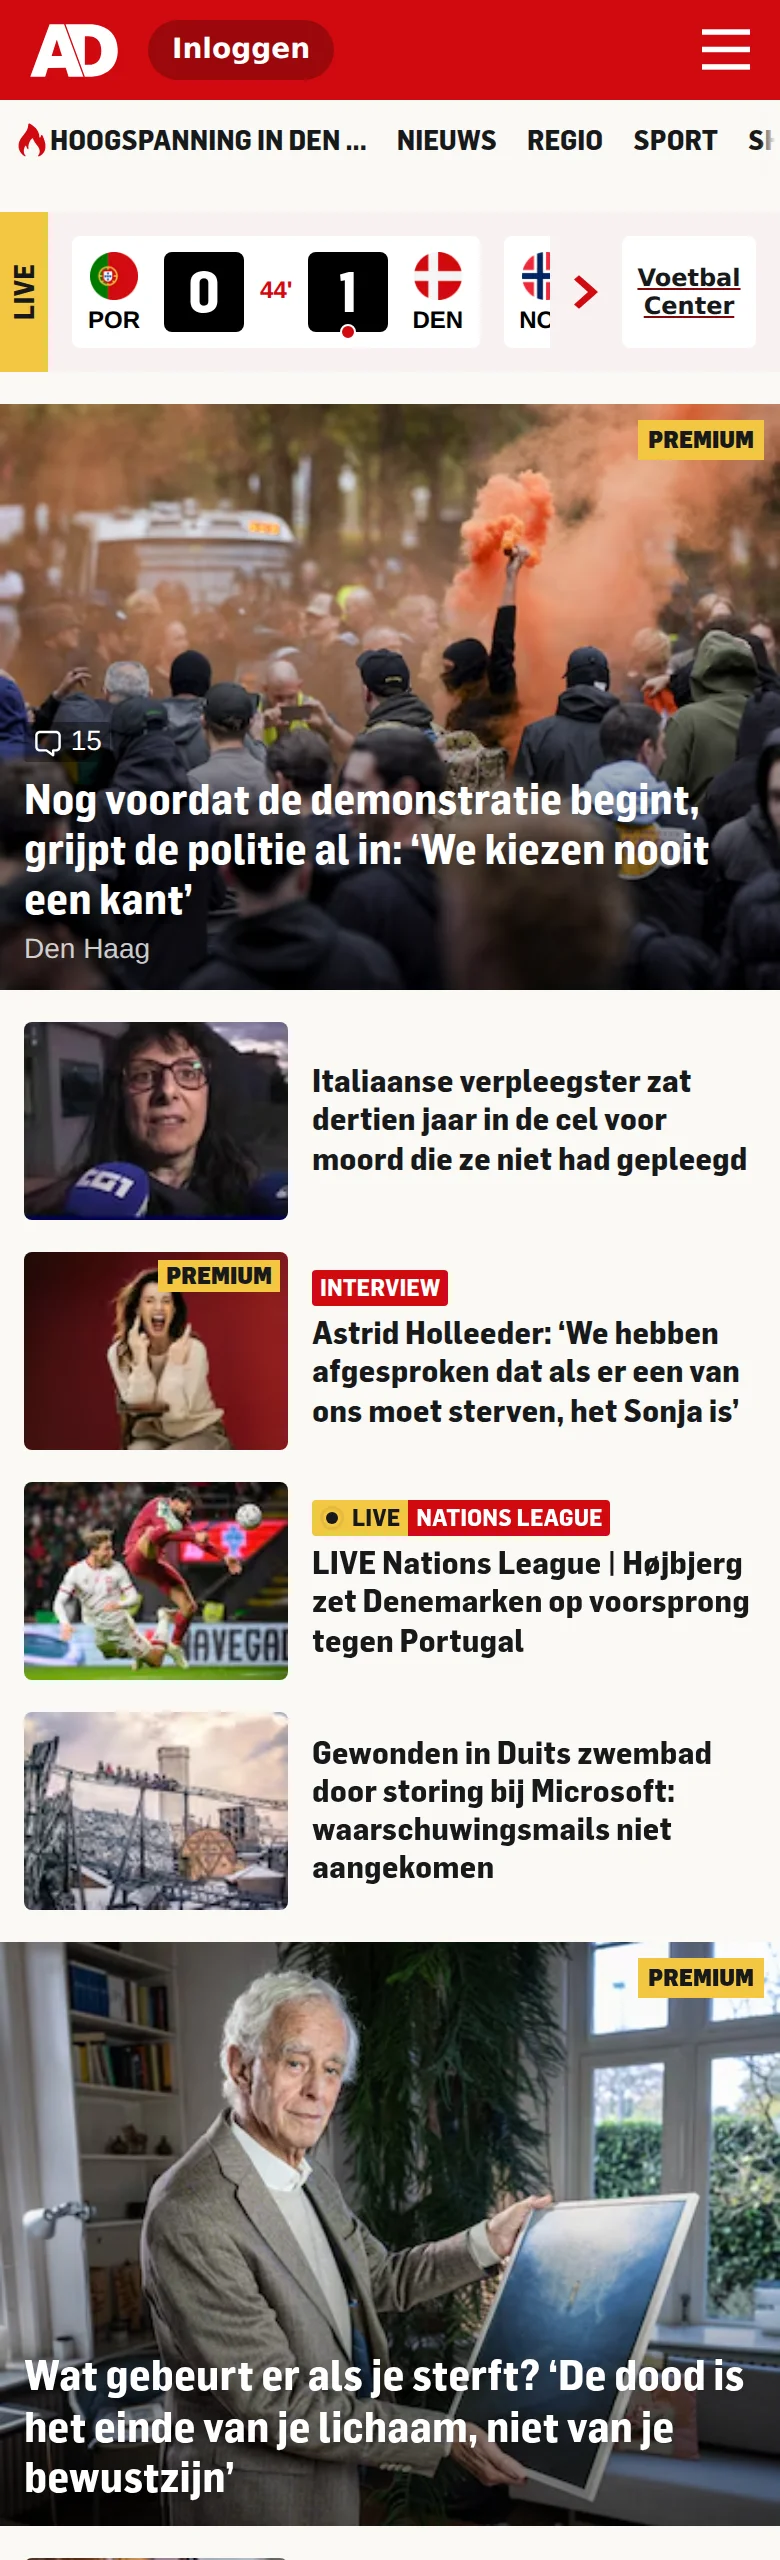 AD
Inloggen
HOOGSPANNING IN DEN ...
NIEUWS
REGIO
SPORT
LIVE
POR
0
44'
1
DEN
Voetbal
Center
PREMIUM
15
Nog voordat de demonstratie begint,
grijpt de politie al in: ‘We kiezen nooit
een kant’
Den Haag
Italiaanse verpleegster zat
dertien jaar in de cel voor
moord die ze niet had gepleegd
PREMIUM
INTERVIEW
Astrid Holleeder: ‘We hebben
afgesproken dat als er een van
ons moet sterven, het Sonja is’
LIVE NATIONS LEAGUE
LIVE Nations League | Højbjerg
zet Denemarken op voorsprong
tegen Portugal
Gewonden in Duits zwembad
door storing bij Microsoft:
waarschuwingsmails niet
aangekomen
PREMIUM
Wat gebeurt er als je sterft? ‘De dood is
het einde van je lichaam, niet van je
bewustzijn’